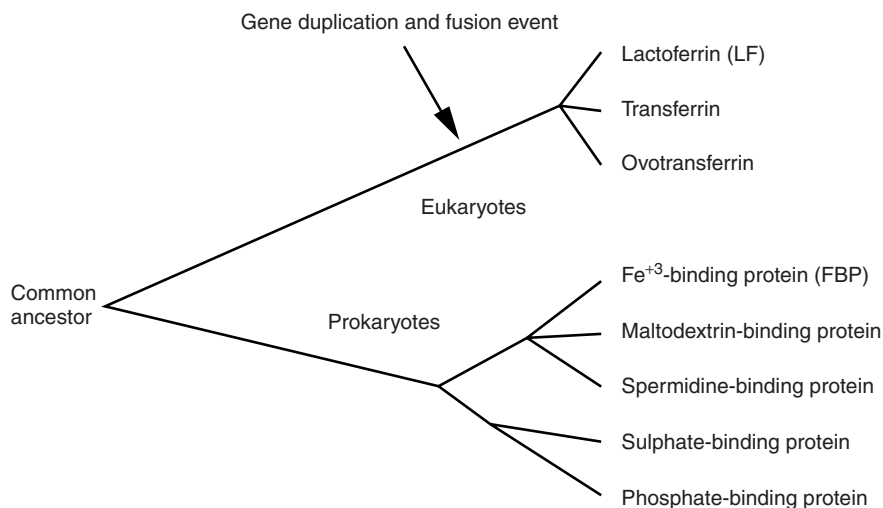 Gene duplication and fusion event
Lactoferrin (LF)
Transferrin
Ovotransferrin
Eukaryotes
Fe⁺³-binding protein (FBP)
Common
ancestor
Prokaryotes
Maltodextrin-binding protein
Spermidine-binding protein
Sulphate-binding protein
Phosphate-binding protein